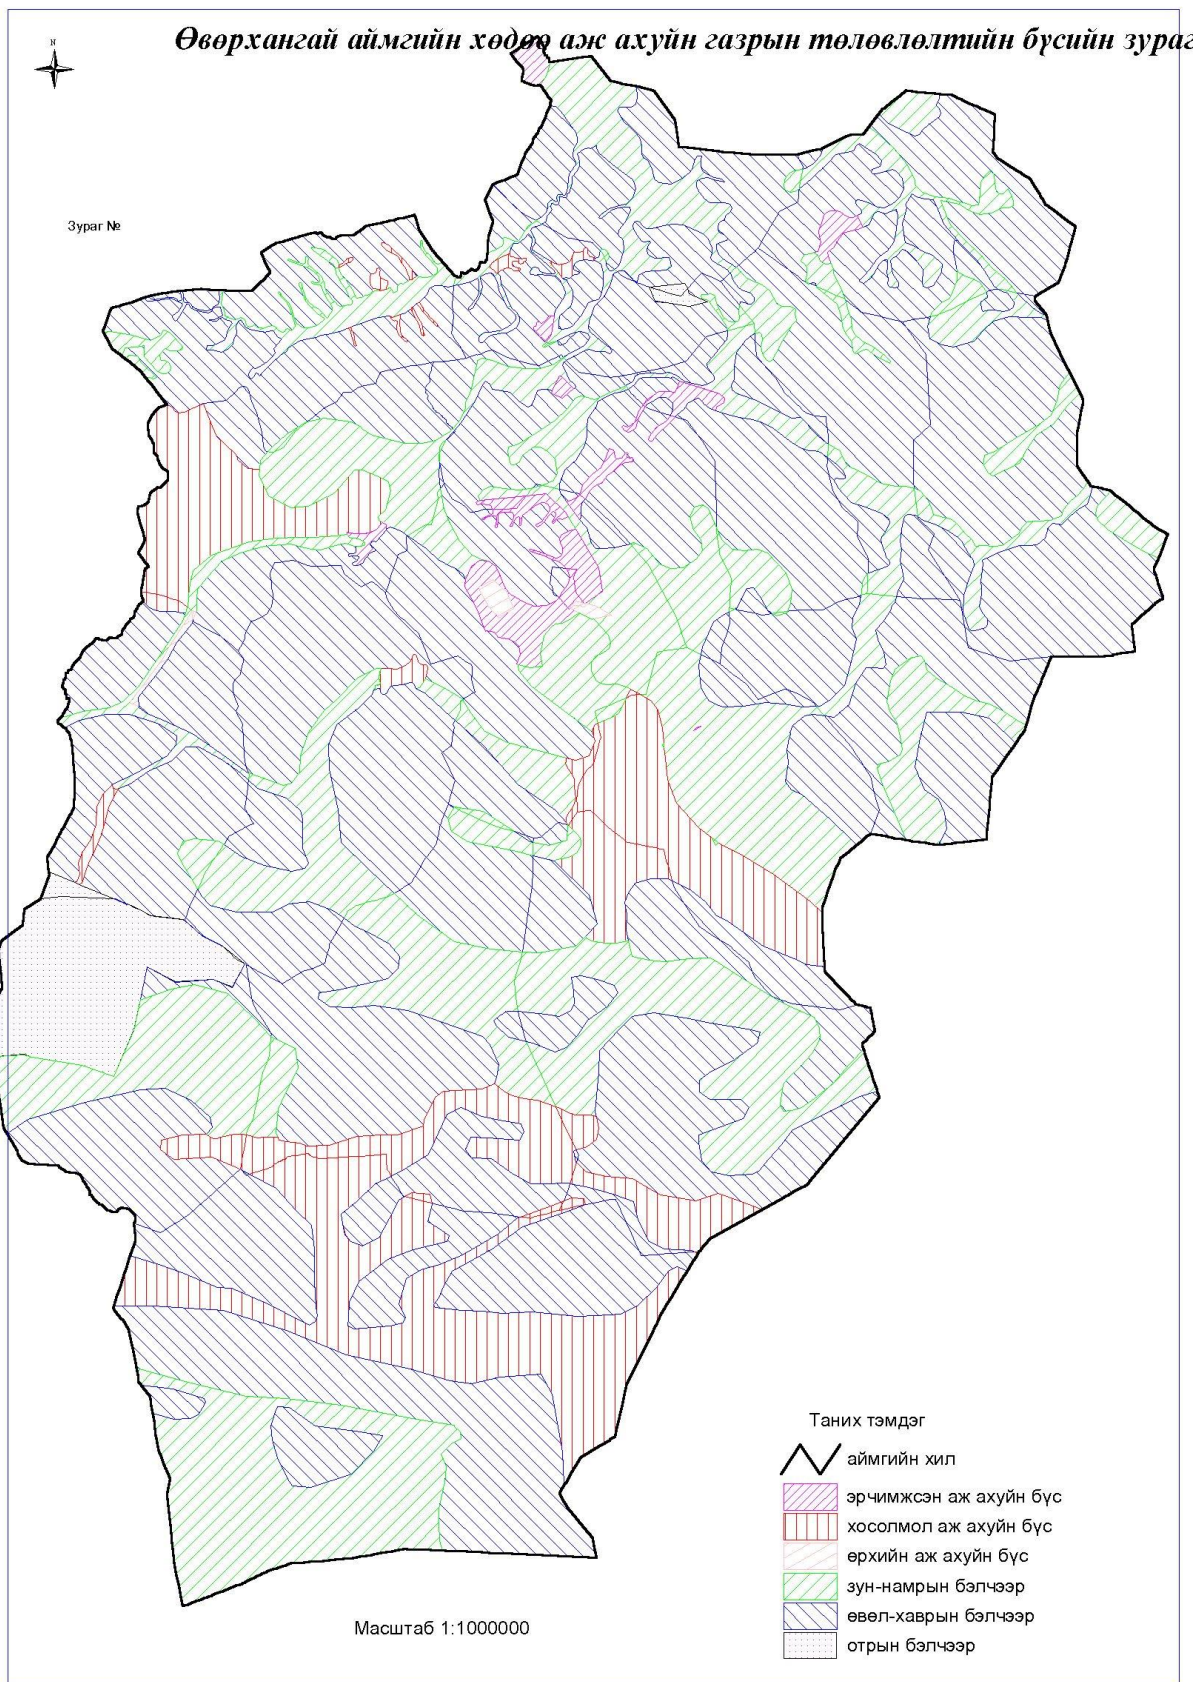 Өвөрхангай аймгийн хөдөө аж ахуйн газрын төлөвлөлтийн бүсийн зураг
N
Зураг №
Таних тэмдэг
аймгийн хил
эрчимжсэн аж ахуйн бүс
хосолмол аж ахуйн бүс
өрхийн аж ахуйн бүс
зун-намрын бэлчээр
өвөл-хаврын бэлчээр
отрын бэлчээр
Масштаб 1:1000000